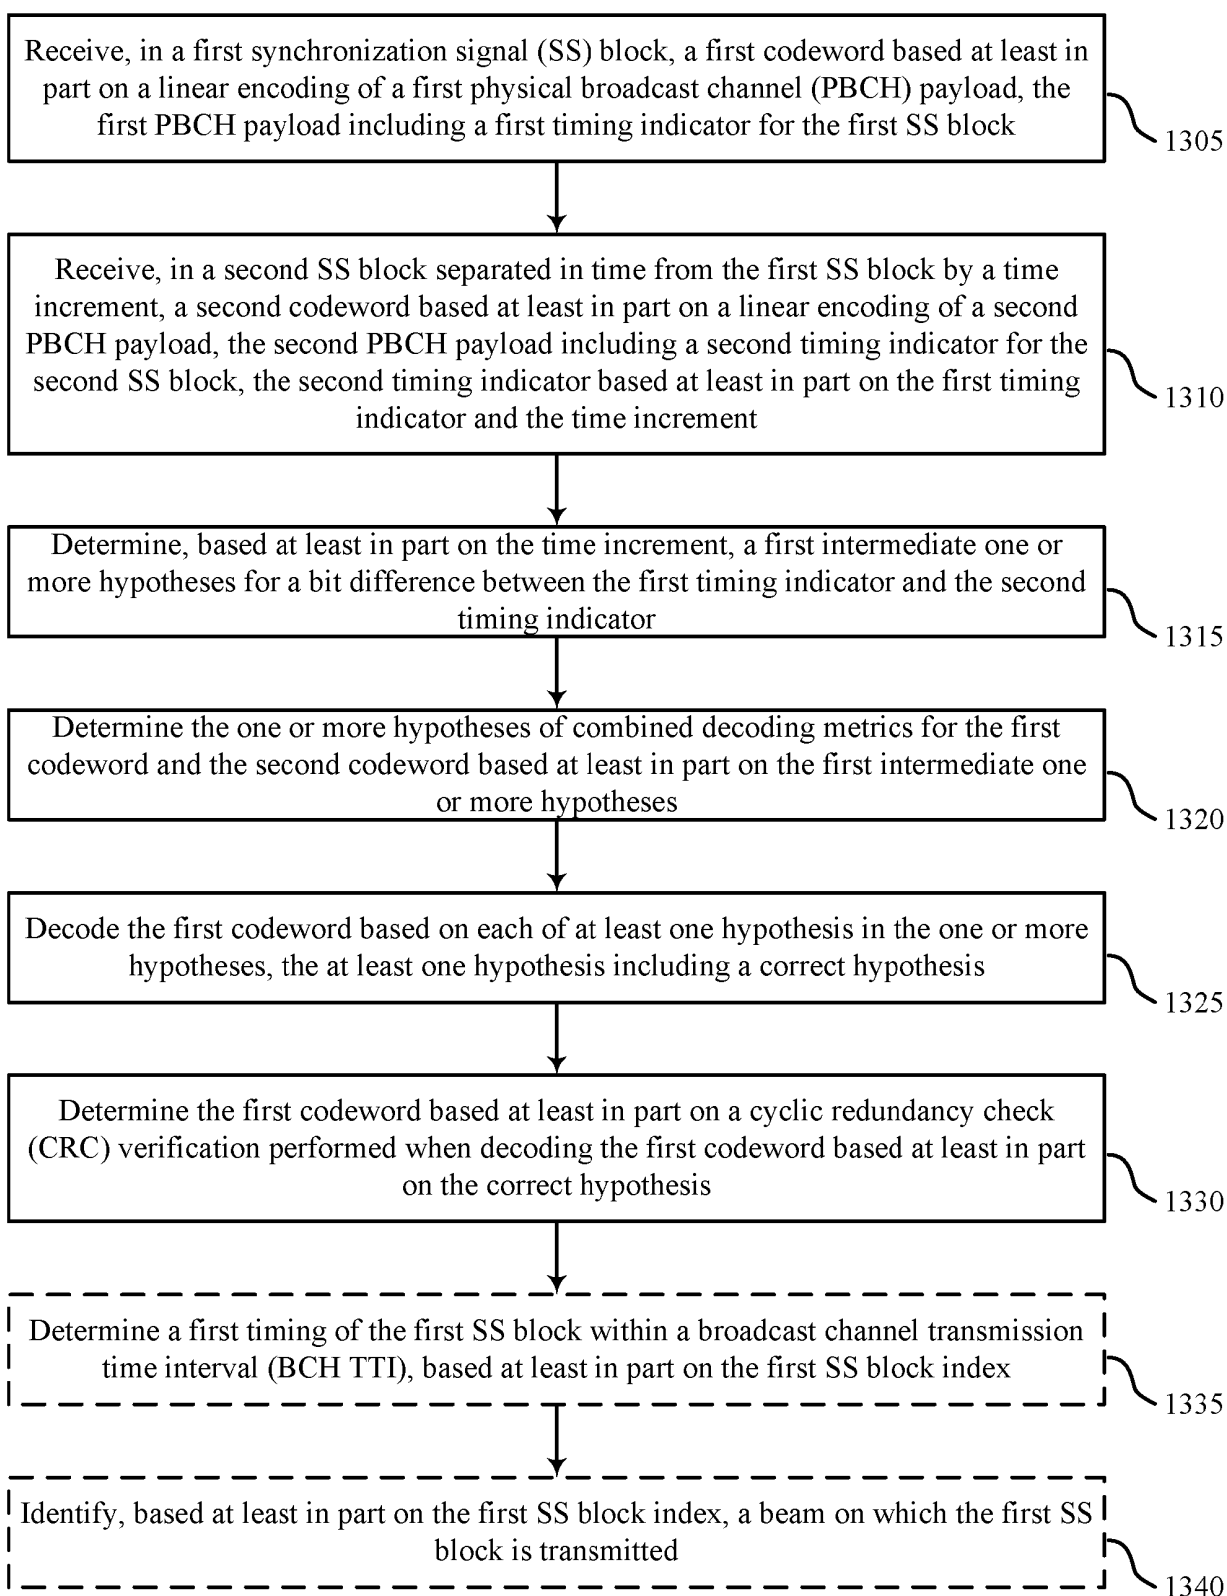 Receive, in a first synchronization signal (SS) block, a first codeword based at least in
part on a linear encoding of a first physical broadcast channel (PBCH) payload, the
first PBCH payload including a first timing indicator for the first SS block
1305
Receive, in a second SS block separated in time from the first SS block by a time
increment, a second codeword based at least in part on a linear encoding of a second
PBCH payload, the second PBCH payload including a second timing indicator for the
second SS block, the second timing indicator based at least in part on the first timing
indicator and the time increment
1310
Determine, based at least in part on the time increment, a first intermediate one or
more hypotheses for a bit difference between the first timing indicator and the second
timing indicator
1315
Determine the one or more hypotheses of combined decoding metrics for the first
codeword and the second codeword based at least in part on the first intermediate one
or more hypotheses
1320
Decode the first codeword based on each of at least one hypothesis in the one or more
hypotheses, the at least one hypothesis including a correct hypothesis
1325
Determine the first codeword based at least in part on a cyclic redundancy check
(CRC) verification performed when decoding the first codeword based at least in part
on the correct hypothesis
1330
Determine a first timing of the first SS block within a broadcast channel transmission
time interval (BCH TTI), based at least in part on the first SS block index
1335
Identify, based at least in part on the first SS block index, a beam on which the first SS
block is transmitted
1340